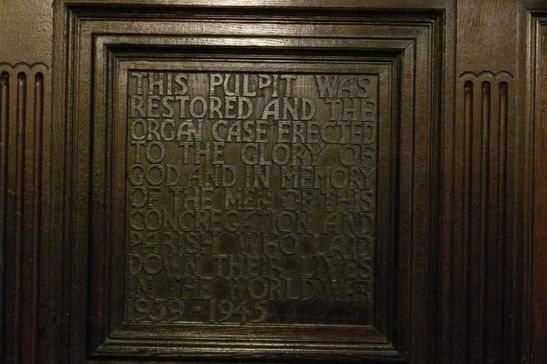 THIS PULPIT WAS
RESTORED AND THE
ORGAN CASE ERECTED
TO THE GLORY OF
GOD AND IN MEMORY
OF THE MEN OF THIS
CONGREGATION AND
PARISH WHO LAID
DOWN THEIR LIVES
IN THE WORLD WAR
1939-1945